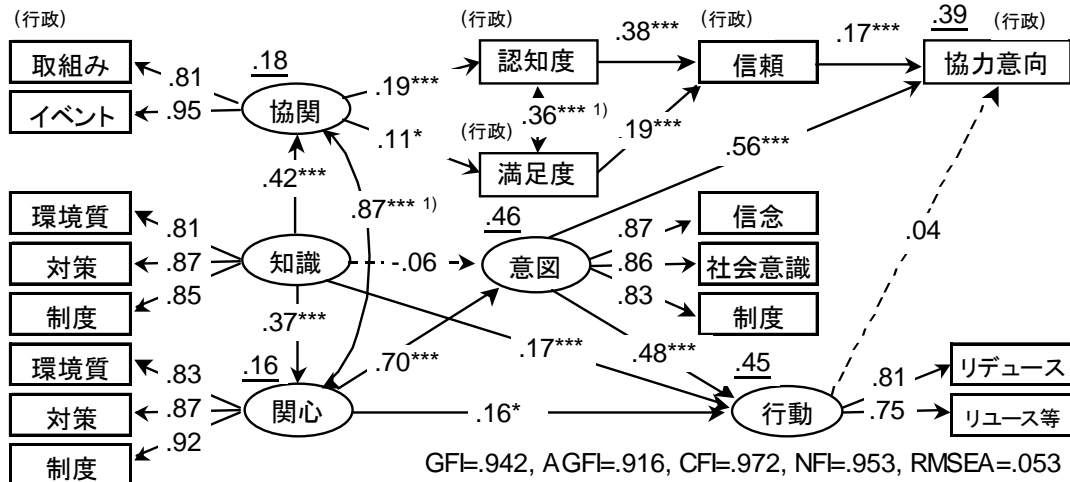 (行政)
(行政)
(行政)
.39
(行政)
取組み
.81
.18
.19***
認知度
.38***
信頼
.17***
協力意向
イベント
.95
協関
.11*
(行政)
.36*** 1)
.19***
満足度
.56***
.42***
.87*** 1)
.46
環境質
.81
.87
信念
.04
対策
.87
知識
-.06
意図
.86
社会意識
制度
.85
.83
制度
.37***
環境質
.83
.16
.70***
.17***
.48***
.45
.81
リデュース
対策
.87
関心
.16*
行動
.75
リユース等
制度
.92
GFI=.942, AGFI=.916, CFI=.972, NFI=.953, RMSEA=.053